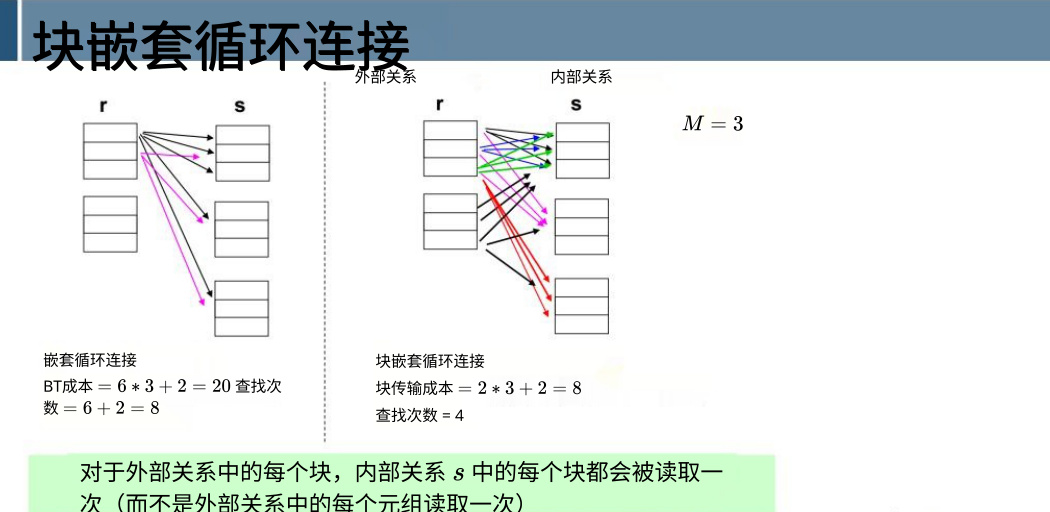 块嵌套循环连接
外部关系 内部关系
r s r s
M = 3
嵌套循环连接
BT成本 = 6 * 3 + 2 = 20 查找次
数 = 6 + 2 = 8
块嵌套循环连接
块传输成本 = 2 * 3 + 2 = 8
查找次数 = 4
对于外部关系中的每个块，内部关系 s 中的每个块都会被读取一
次（而不是外部关系中的每个元组读取一次）